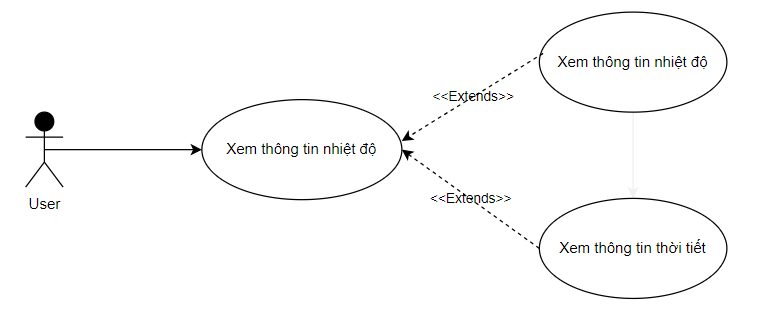 Xem thông tin nhiệt độ
<<Extends>>
Xem thông tin nhiệt độ
<<Extends>>
User
Xem thông tin thời tiết